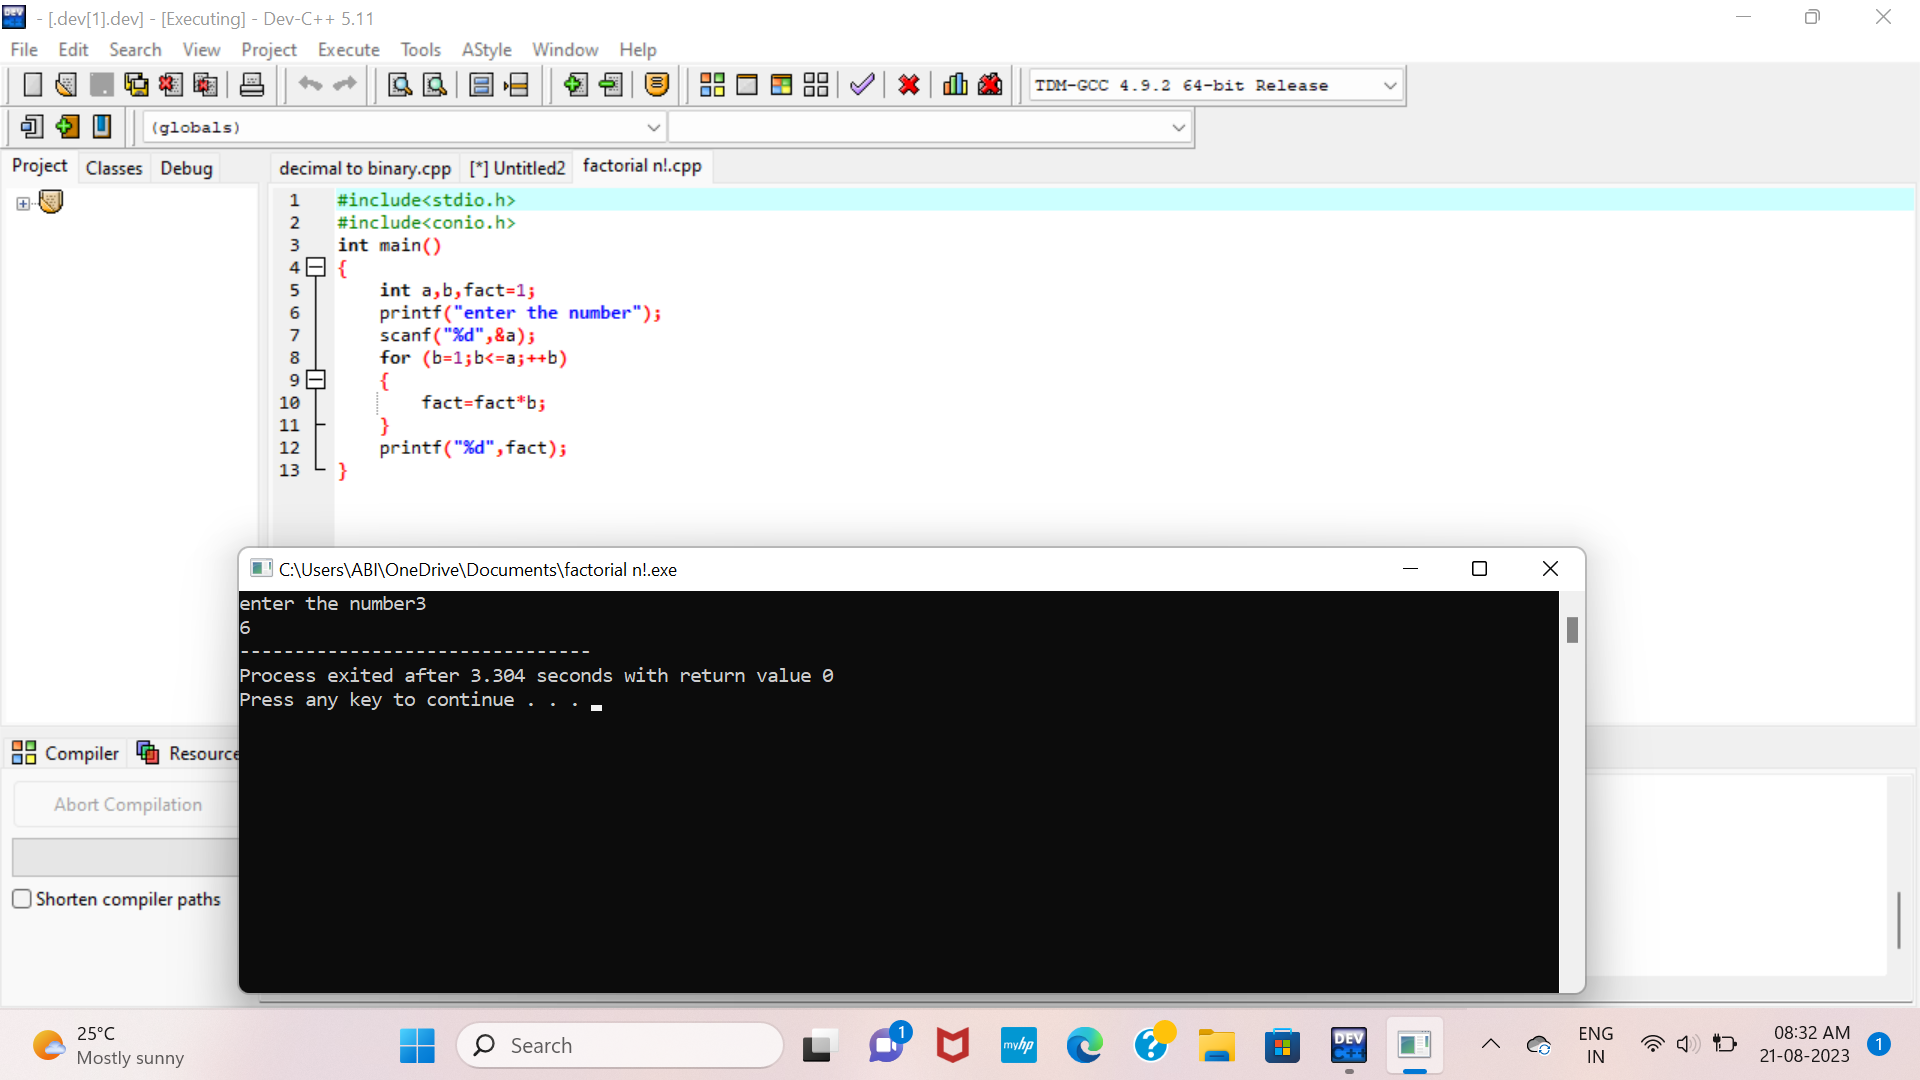 - [.dev[1].dev] - [Executing] - Dev-C++ 5.11
File Edit Search View Project Execute Tools AStyle Window Help
TDM-GCC 4.9.2 64-bit Release
(globals)
Project Classes Debug
decimal to binary.cpp [*] Untitled2 factorial n!.cpp
1 #include<stdio.h>
2 #include<conio.h>
3 int main()
4 {
5 int a,b,fact=1;
6 printf("enter the number");
7 scanf("%d",&a);
8 for (b=1;b<=a;++b)
9 {
10 fact=fact*b;
11 }
12 printf("%d",fact);
13 }
C:\Users\ABI\OneDrive\Documents\factorial n!.exe
enter the number3
6
--------------------------------
Process exited after 3.304 seconds with return value 0
Press any key to continue . . .
Compiler Resource
Abort Compilation
Shorten compiler paths
25°C
Mostly sunny
Search
1
myhp
DEV
C++
ENG
IN
08:32 AM
21-08-2023
1